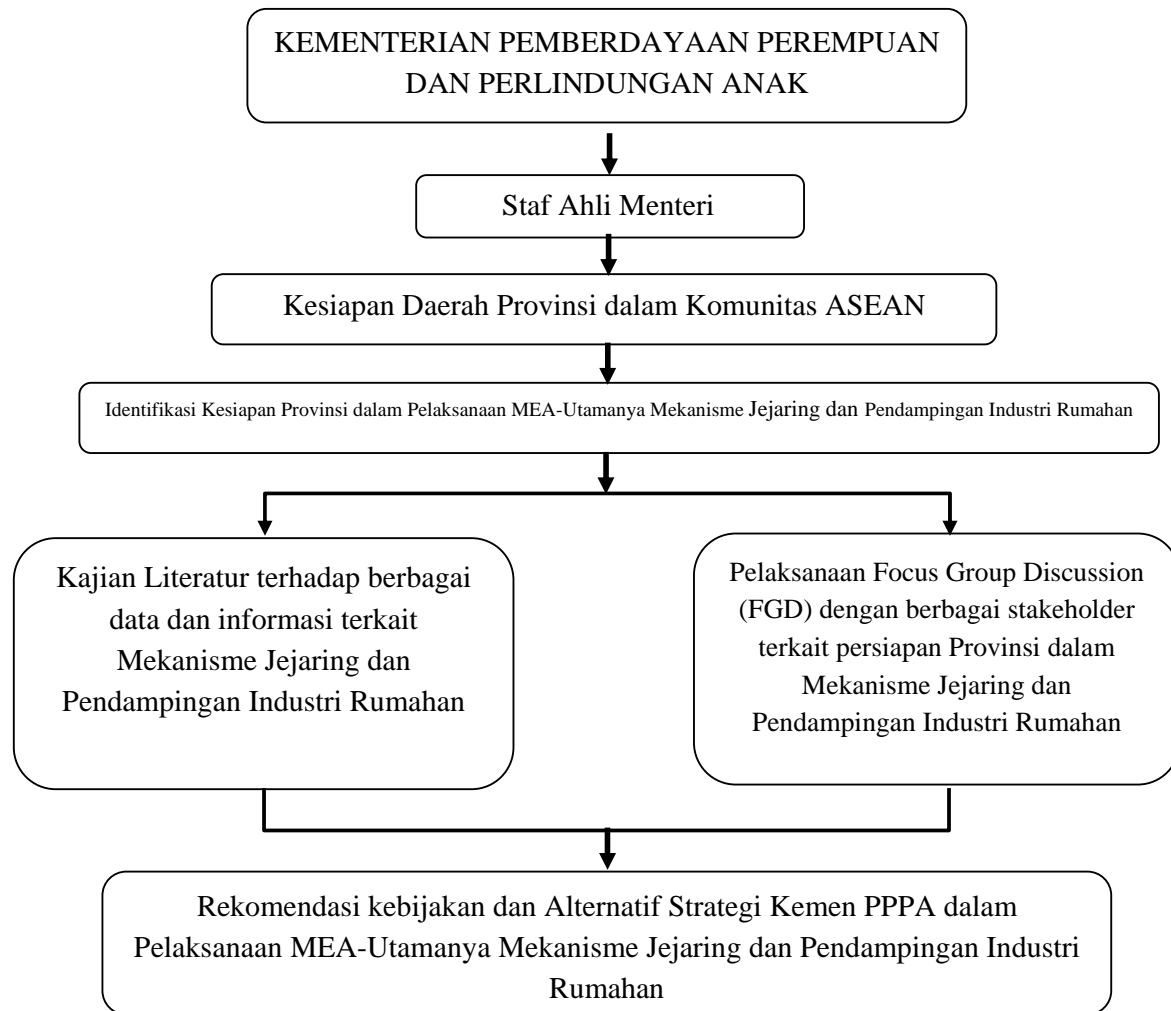 KEMENTERIAN PEMBERDAYAAN PEREMPUAN
DAN PERLINDUNGAN ANAK
Staf Ahli Menteri
Kesiapan Daerah Provinsi dalam Komunitas ASEAN
Identifikasi Kesiapan Provinsi dalam Pelaksanaan MEA-Utamanya Mekanisme Jejaring dan Pendampingan Industri Rumahan
Kajian Literatur terhadap berbagai
data dan informasi terkait
Mekanisme Jejaring dan
Pendampingan Industri Rumahan
Pelaksanaan Focus Group Discussion
(FGD) dengan berbagai stakeholder
terkait persiapan Provinsi dalam
Mekanisme Jejaring dan
Pendampingan Industri Rumahan
Rekomendasi kebijakan dan Alternatif Strategi Kemen PPPA dalam
Pelaksanaan MEA-Utamanya Mekanisme Jejaring dan Pendampingan Industri
Rumahan